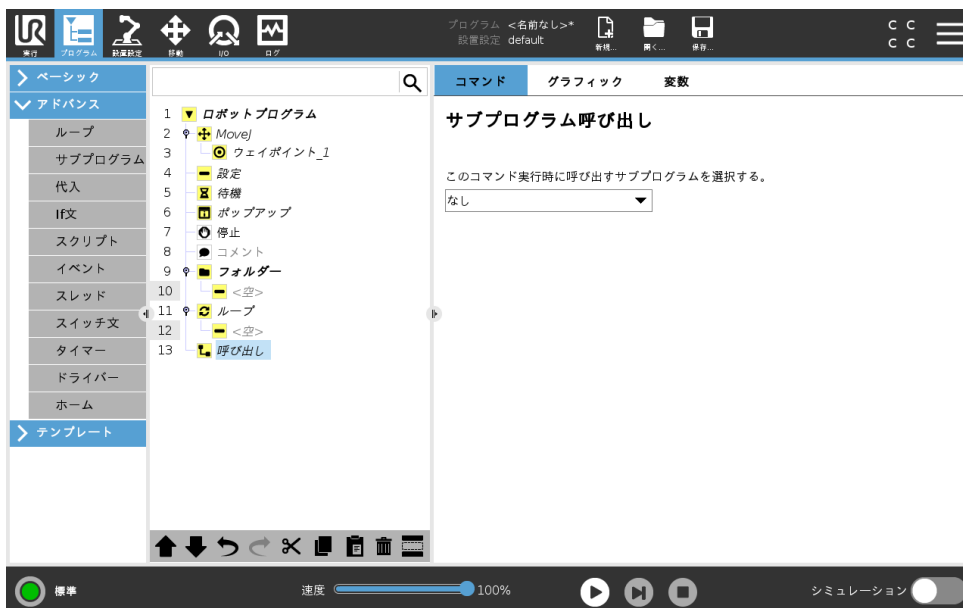 UR
実行
プログラム
設置設定
移動
I/O
ログ
プログラム <名前なし>*
設置設定 default
新規...
開く...
保存...
C C
C C
ベーシック
アドバンス
ループ
サブプログラム
代入
If文
スクリプト
イベント
スレッド
スイッチ文
タイマー
ドライバー
ホーム
テンプレート
1 ロボットプログラム
2 MoveJ
3 ウェイポイント_1
4 設定
5 待機
6 ポップアップ
7 停止
8 コメント
9 フォルダー
10 <空>
11 ループ
12 <空>
13 呼び出し
コマンド グラフィック 変数
サブプログラム呼び出し
このコマンド実行時に呼び出すサブプログラムを選択する。
なし
標準
速度 100%
シミュレーション